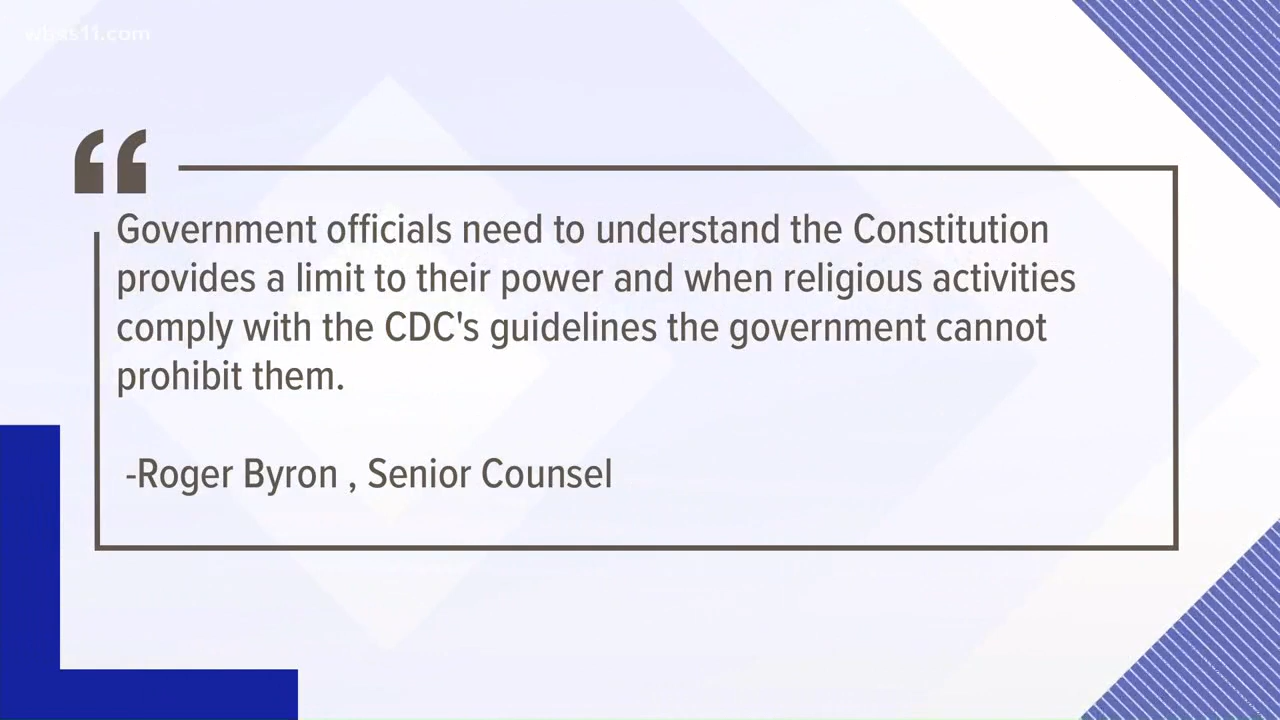 whas11.com
“
Government officials need to understand the Constitution
provides a limit to their power and when religious activities
comply with the CDC's guidelines the government cannot
prohibit them.
-Roger Byron , Senior Counsel